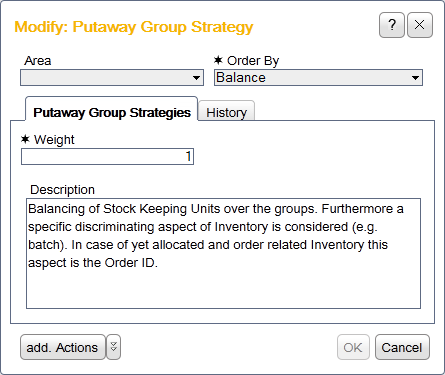 Modify: Putaway Group Strategy
? ×
Area
✶ Order By
Balance
Putaway Group Strategies
History
✶ Weight
1
Description
Balancing of Stock Keeping Units over the groups. Furthermore a
specific discriminating aspect of Inventory is considered (e.g.
batch). In case of yet allocated and order related Inventory this
aspect is the Order ID.
add. Actions
OK
Cancel